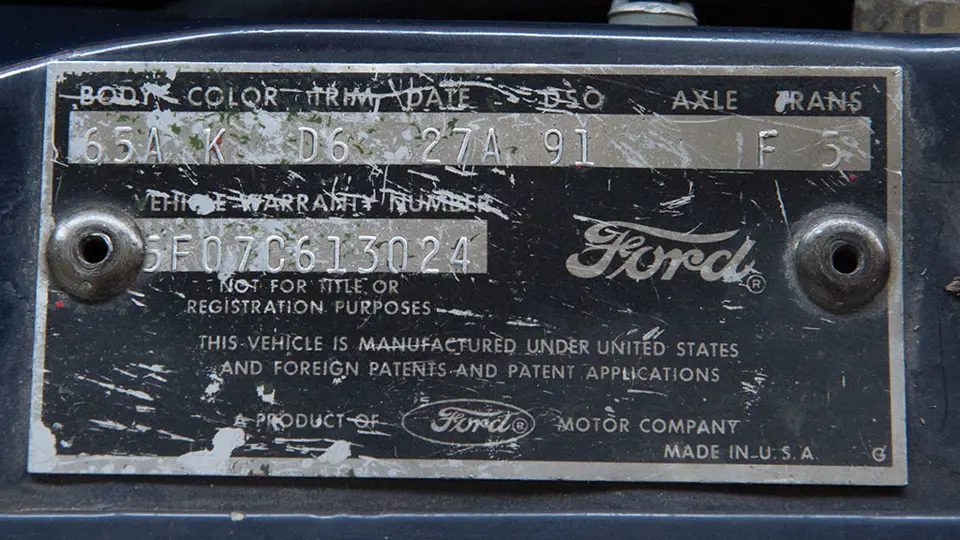 BODY COLOR TRIM DATE DSO AXLE TRANS
65A K D6 27A 91 F 5
VEHICLE WARRANTY NUMBER
5F07C613024
Ford ®
NOT FOR TITLE OR
REGISTRATION PURPOSES
THIS VEHICLE IS MANUFACTURED UNDER UNITED STATES
AND FOREIGN PATENTS AND PATENT APPLICATIONS
A PRODUCT OF Ford ® MOTOR COMPANY
MADE IN U.S.A.